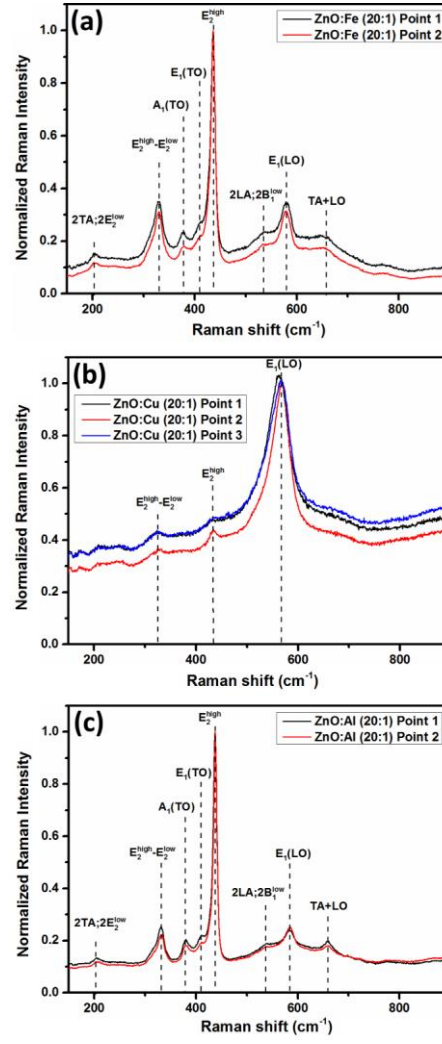 (a)
ZnO:Fe (20:1) Point 1
ZnO:Fe (20:1) Point 2
E₂ʰⁱᵍʰ
E₁(TO)
A₁(TO)
E₂ʰⁱᵍʰ-E₂ˡᵒʷ
E₁(LO)
2LA;2B₁ˡᵒʷ
TA+LO
2TA;2E₂ˡᵒʷ
Normalized Raman Intensity
1.0
0.8
0.6
0.4
0.2
0.0
200 400 600 800
Raman shift (cm⁻¹)
(b)
E₁(LO)
ZnO:Cu (20:1) Point 1
ZnO:Cu (20:1) Point 2
ZnO:Cu (20:1) Point 3
E₂ʰⁱᵍʰ
E₂ʰⁱᵍʰ-E₂ˡᵒʷ
Normalized Raman Intensity
1.0
0.8
0.6
0.4
0.2
0.0
200 400 600 800
Raman shift (cm⁻¹)
(c)
E₂ʰⁱᵍʰ
ZnO:Al (20:1) Point 1
ZnO:Al (20:1) Point 2
E₁(TO)
A₁(TO)
E₂ʰⁱᵍʰ-E₂ˡᵒʷ
E₁(LO)
2LA;2B₁ˡᵒʷ
TA+LO
2TA;2E₂ˡᵒʷ
Normalized Raman Intensity
1.0
0.8
0.6
0.4
0.2
0.0
200 400 600 800
Raman shift (cm⁻¹)